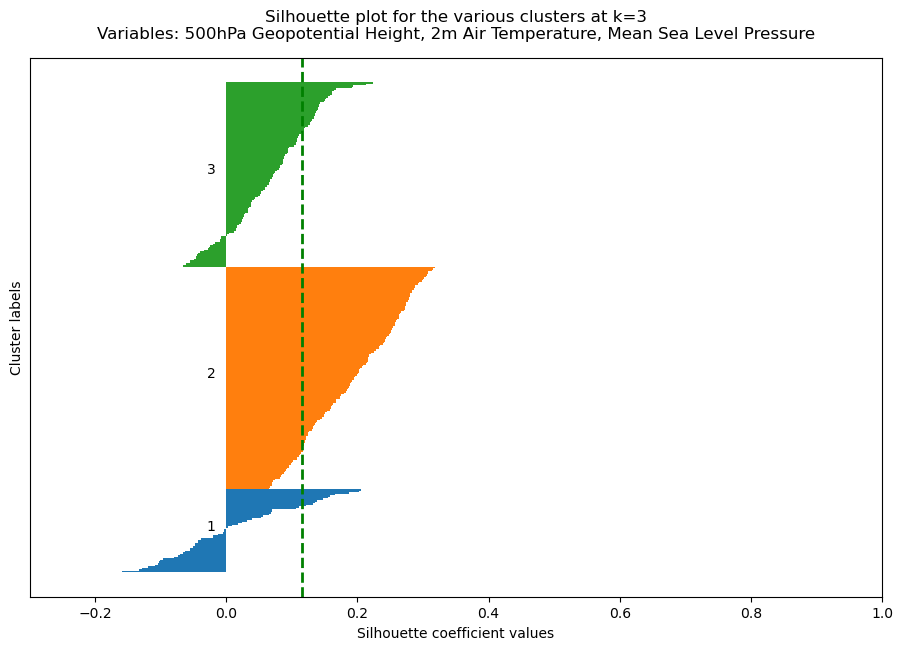 Silhouette plot for the various clusters at k=3
Variables: 500hPa Geopotential Height, 2m Air Temperature, Mean Sea Level Pressure
Cluster labels
3
2
1
−0.2
0.0
0.2
0.4
0.6
0.8
1.0
Silhouette coefficient values